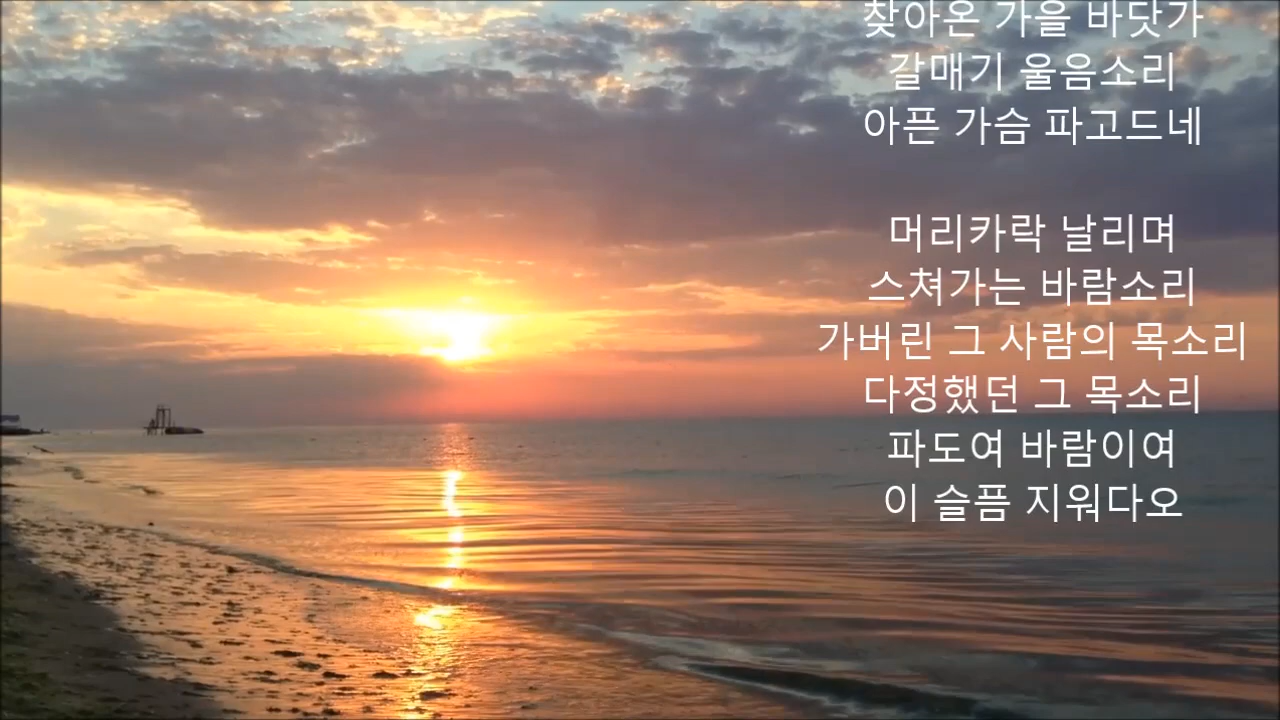 찾아온 가을 바닷가
갈매기 울음소리
아픈 가슴 파고드네
머리카락 날리며
스쳐가는 바람소리
가버린 그 사람의 목소리
다정했던 그 목소리
파도여 바람이여
이 슬픔 지워다오